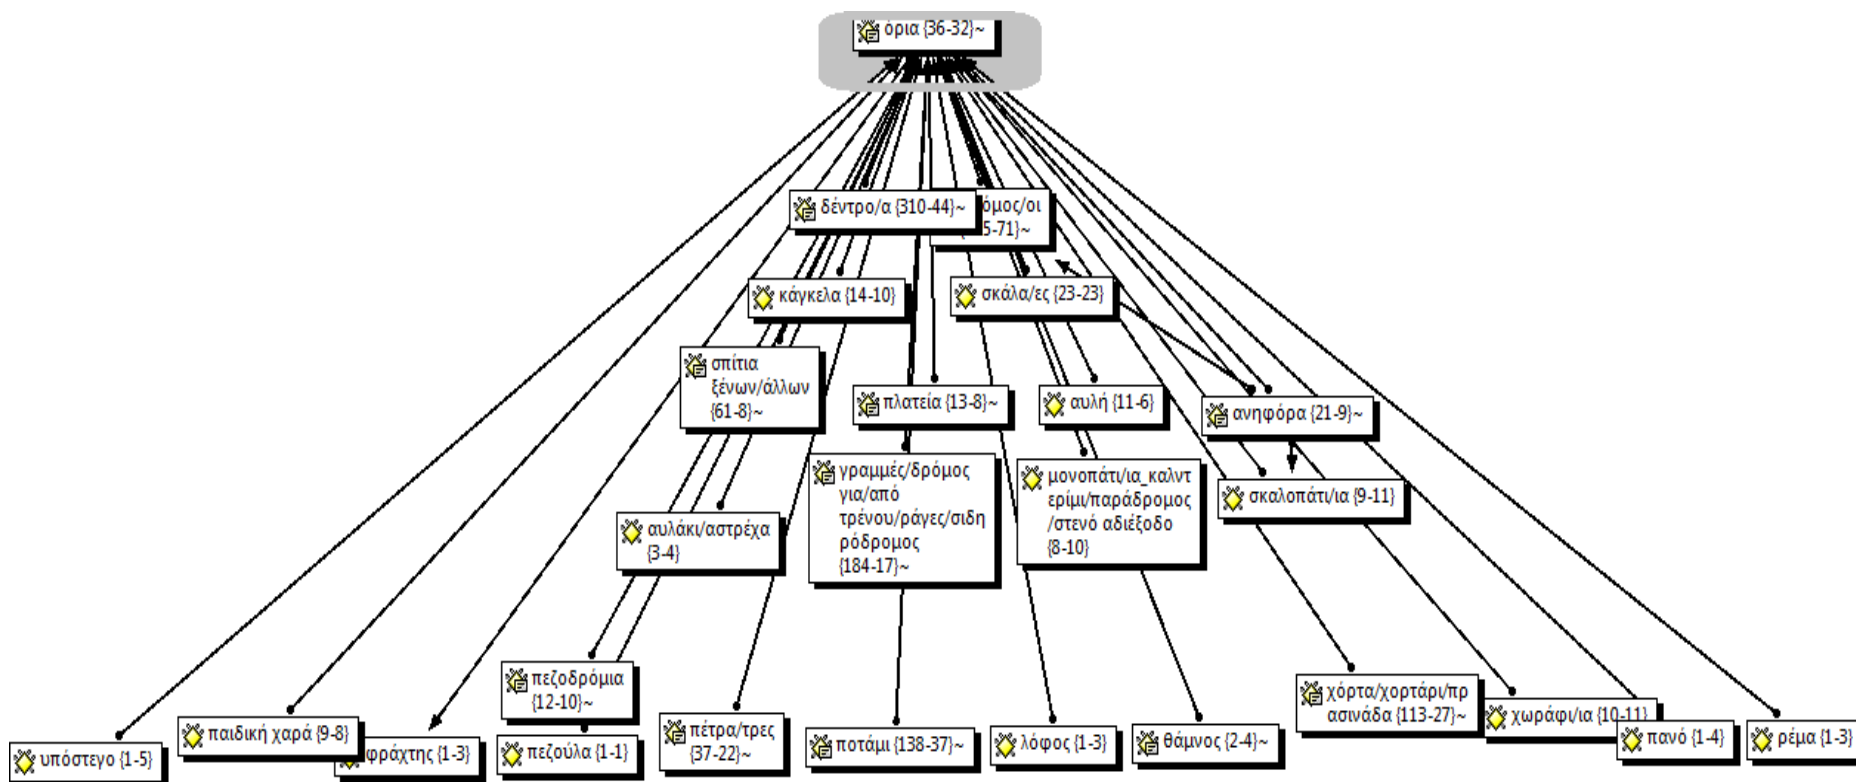 όρια {36-32}~
δέντρο/α {310-44}~
όμος/οι
5-71}~
κάγκελα {14-10}
σκάλα/ες {23-23}
σπίτια
ξένων/άλλων
{61-8}~
πλατεία {13-8}~
αυλή {11-6}
ανηφόρα {21-9}~
γραμμές/δρόμος
για/από
τρένου/ράγες/σιδη
ρόδρομος
{184-17}~
μονοπάτι/ια_καλντ
ερίμι/παράδρομος
/στενό αδιέξοδο
{8-10}
σκαλοπάτι/ια {9-11}
αυλάκι/αστρέχα
{3-4}
πεζοδρόμια
{12-10}~
χόρτα/χορτάρι/πρ
ασινάδα {113-27}~
υπόστεγο {1-5}
παιδική χαρά {9-8}
φράχτης {1-3}
πεζούλα {1-1}
πέτρα/τρες
{37-22}~
ποτάμι {138-37}~
λόφος {1-3}
θάμνος {2-4}~
χωράφι/ια {10-11}
πανό {1-4}
ρέμα {1-3}